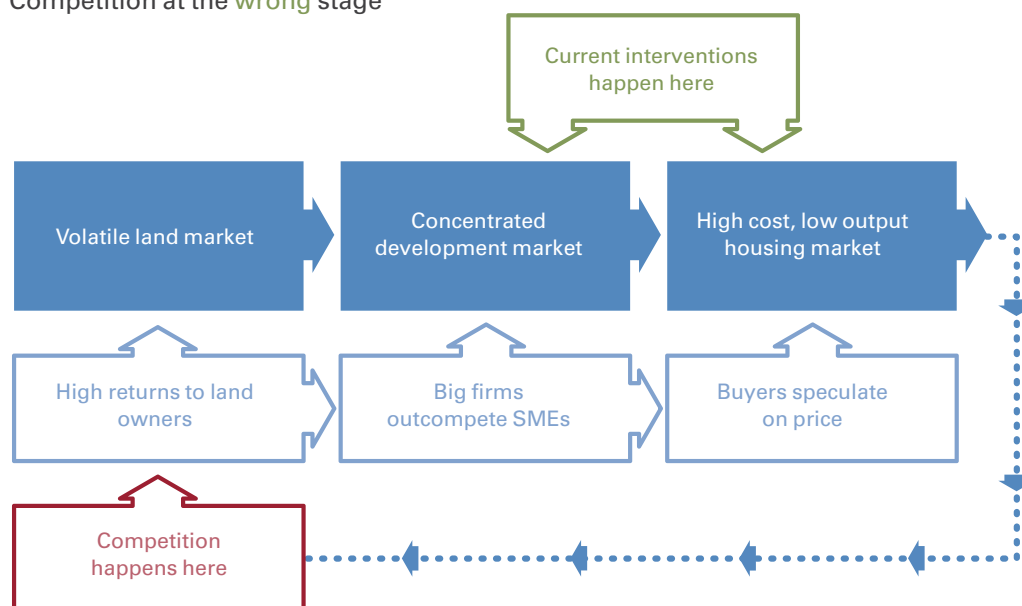 Competition at the wrong stage
Current interventions
happen here
Volatile land market
Concentrated
development market
High cost, low output
housing market
High returns to land
owners
Big firms
outcompete SMEs
Buyers speculate
on price
Competition
happens here